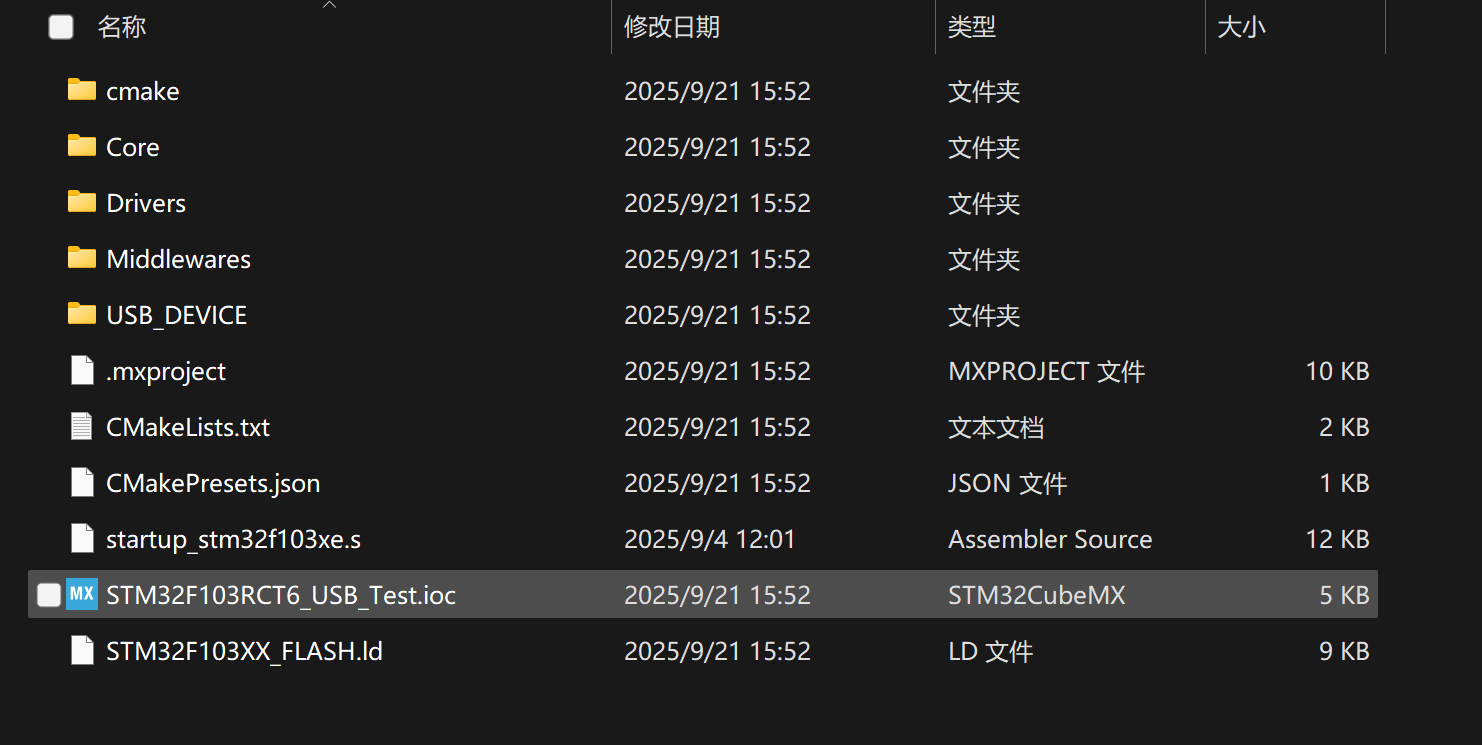 名称 修改日期 类型 大小
cmake 2025/9/21 15:52 文件夹
Core 2025/9/21 15:52 文件夹
Drivers 2025/9/21 15:52 文件夹
Middlewares 2025/9/21 15:52 文件夹
USB_DEVICE 2025/9/21 15:52 文件夹
.mxproject 2025/9/21 15:52 MXPROJECT 文件 10 KB
CMakeLists.txt 2025/9/21 15:52 文本文档 2 KB
CMakePresets.json 2025/9/21 15:52 JSON 文件 1 KB
startup_stm32f103xe.s 2025/9/4 12:01 Assembler Source 12 KB
MX STM32F103RCT6_USB_Test.ioc 2025/9/21 15:52 STM32CubeMX 5 KB
STM32F103XX_FLASH.ld 2025/9/21 15:52 LD 文件 9 KB